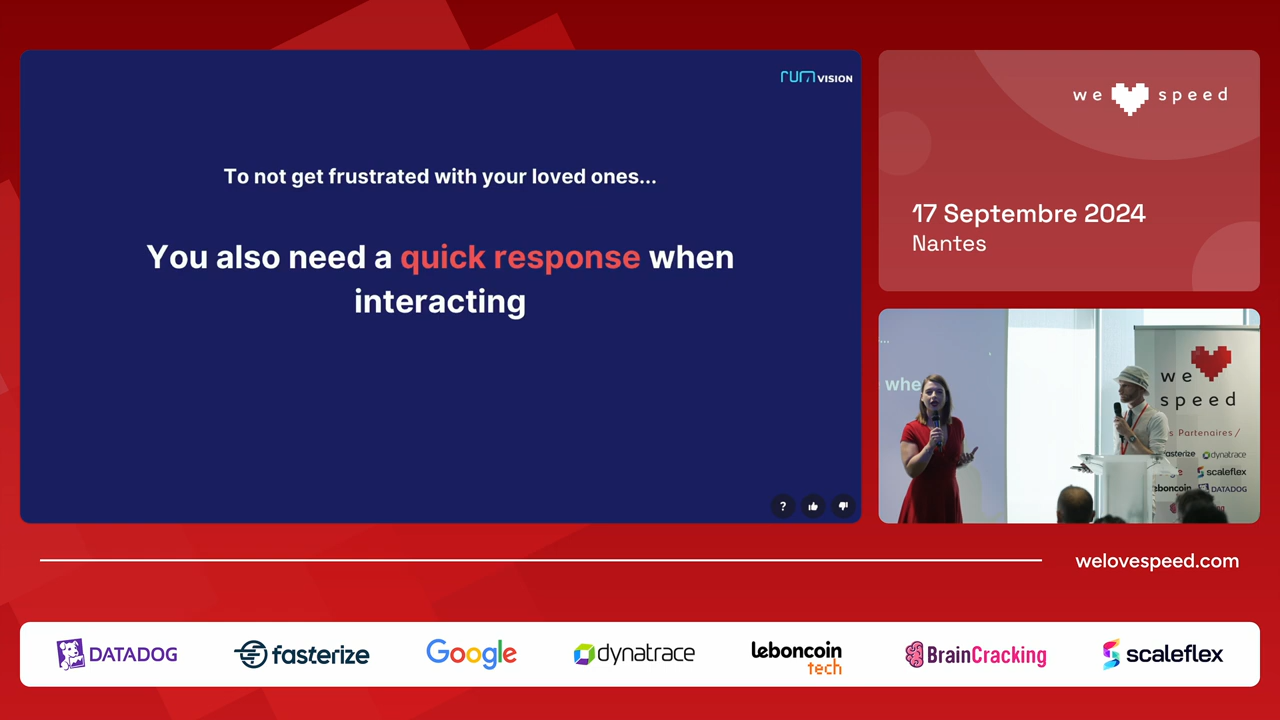 rum VISION
To not get frustrated with your loved ones...
You also need a quick response when
interacting
?
we speed
17 Septembre 2024
Nantes
...
whe
we
speed
s Partenaires/
asterize
dynatrace
scaleflex
eboncoin
DATADOG
welovespeed.com
DATADOG
fasterize
Google
dynatrace
leboncoin
tech
BrainCracking
scaleflex